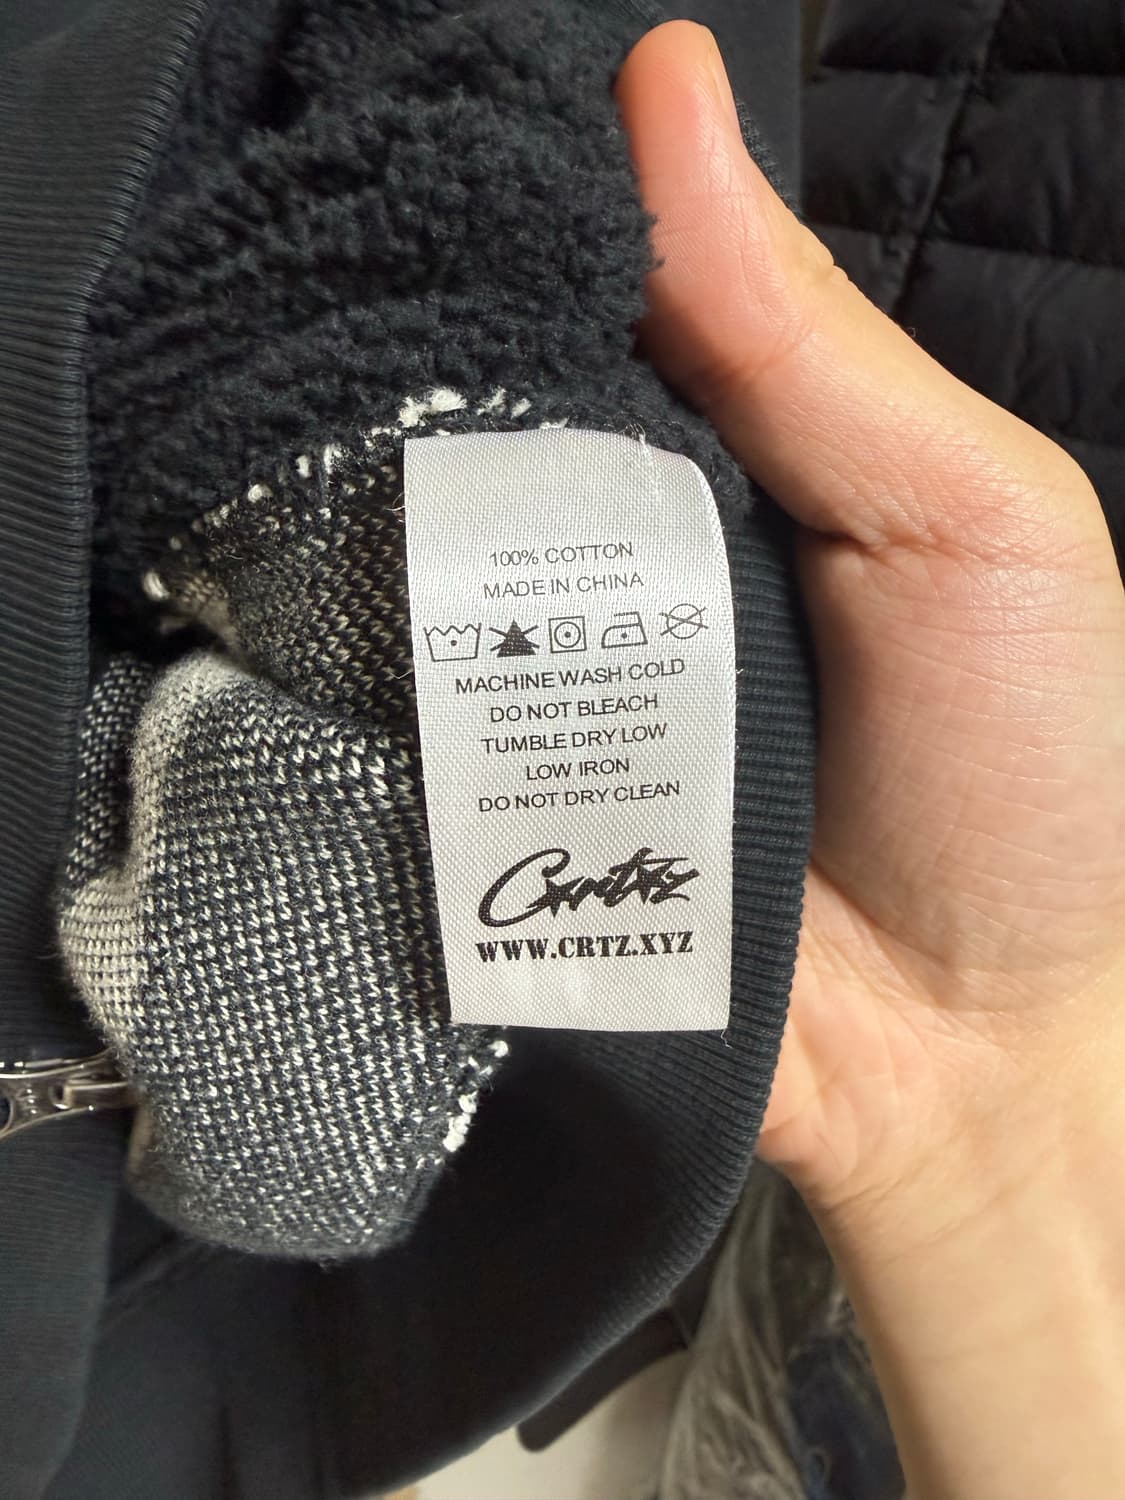 100% COTTON
MADE IN CHINA
MACHINE WASH COLD
DO NOT BLEACH
TUMBLE DRY LOW
LOW IRON
DO NOT DRY CLEAN
Crtz
WWW.CRTZ.XYZ